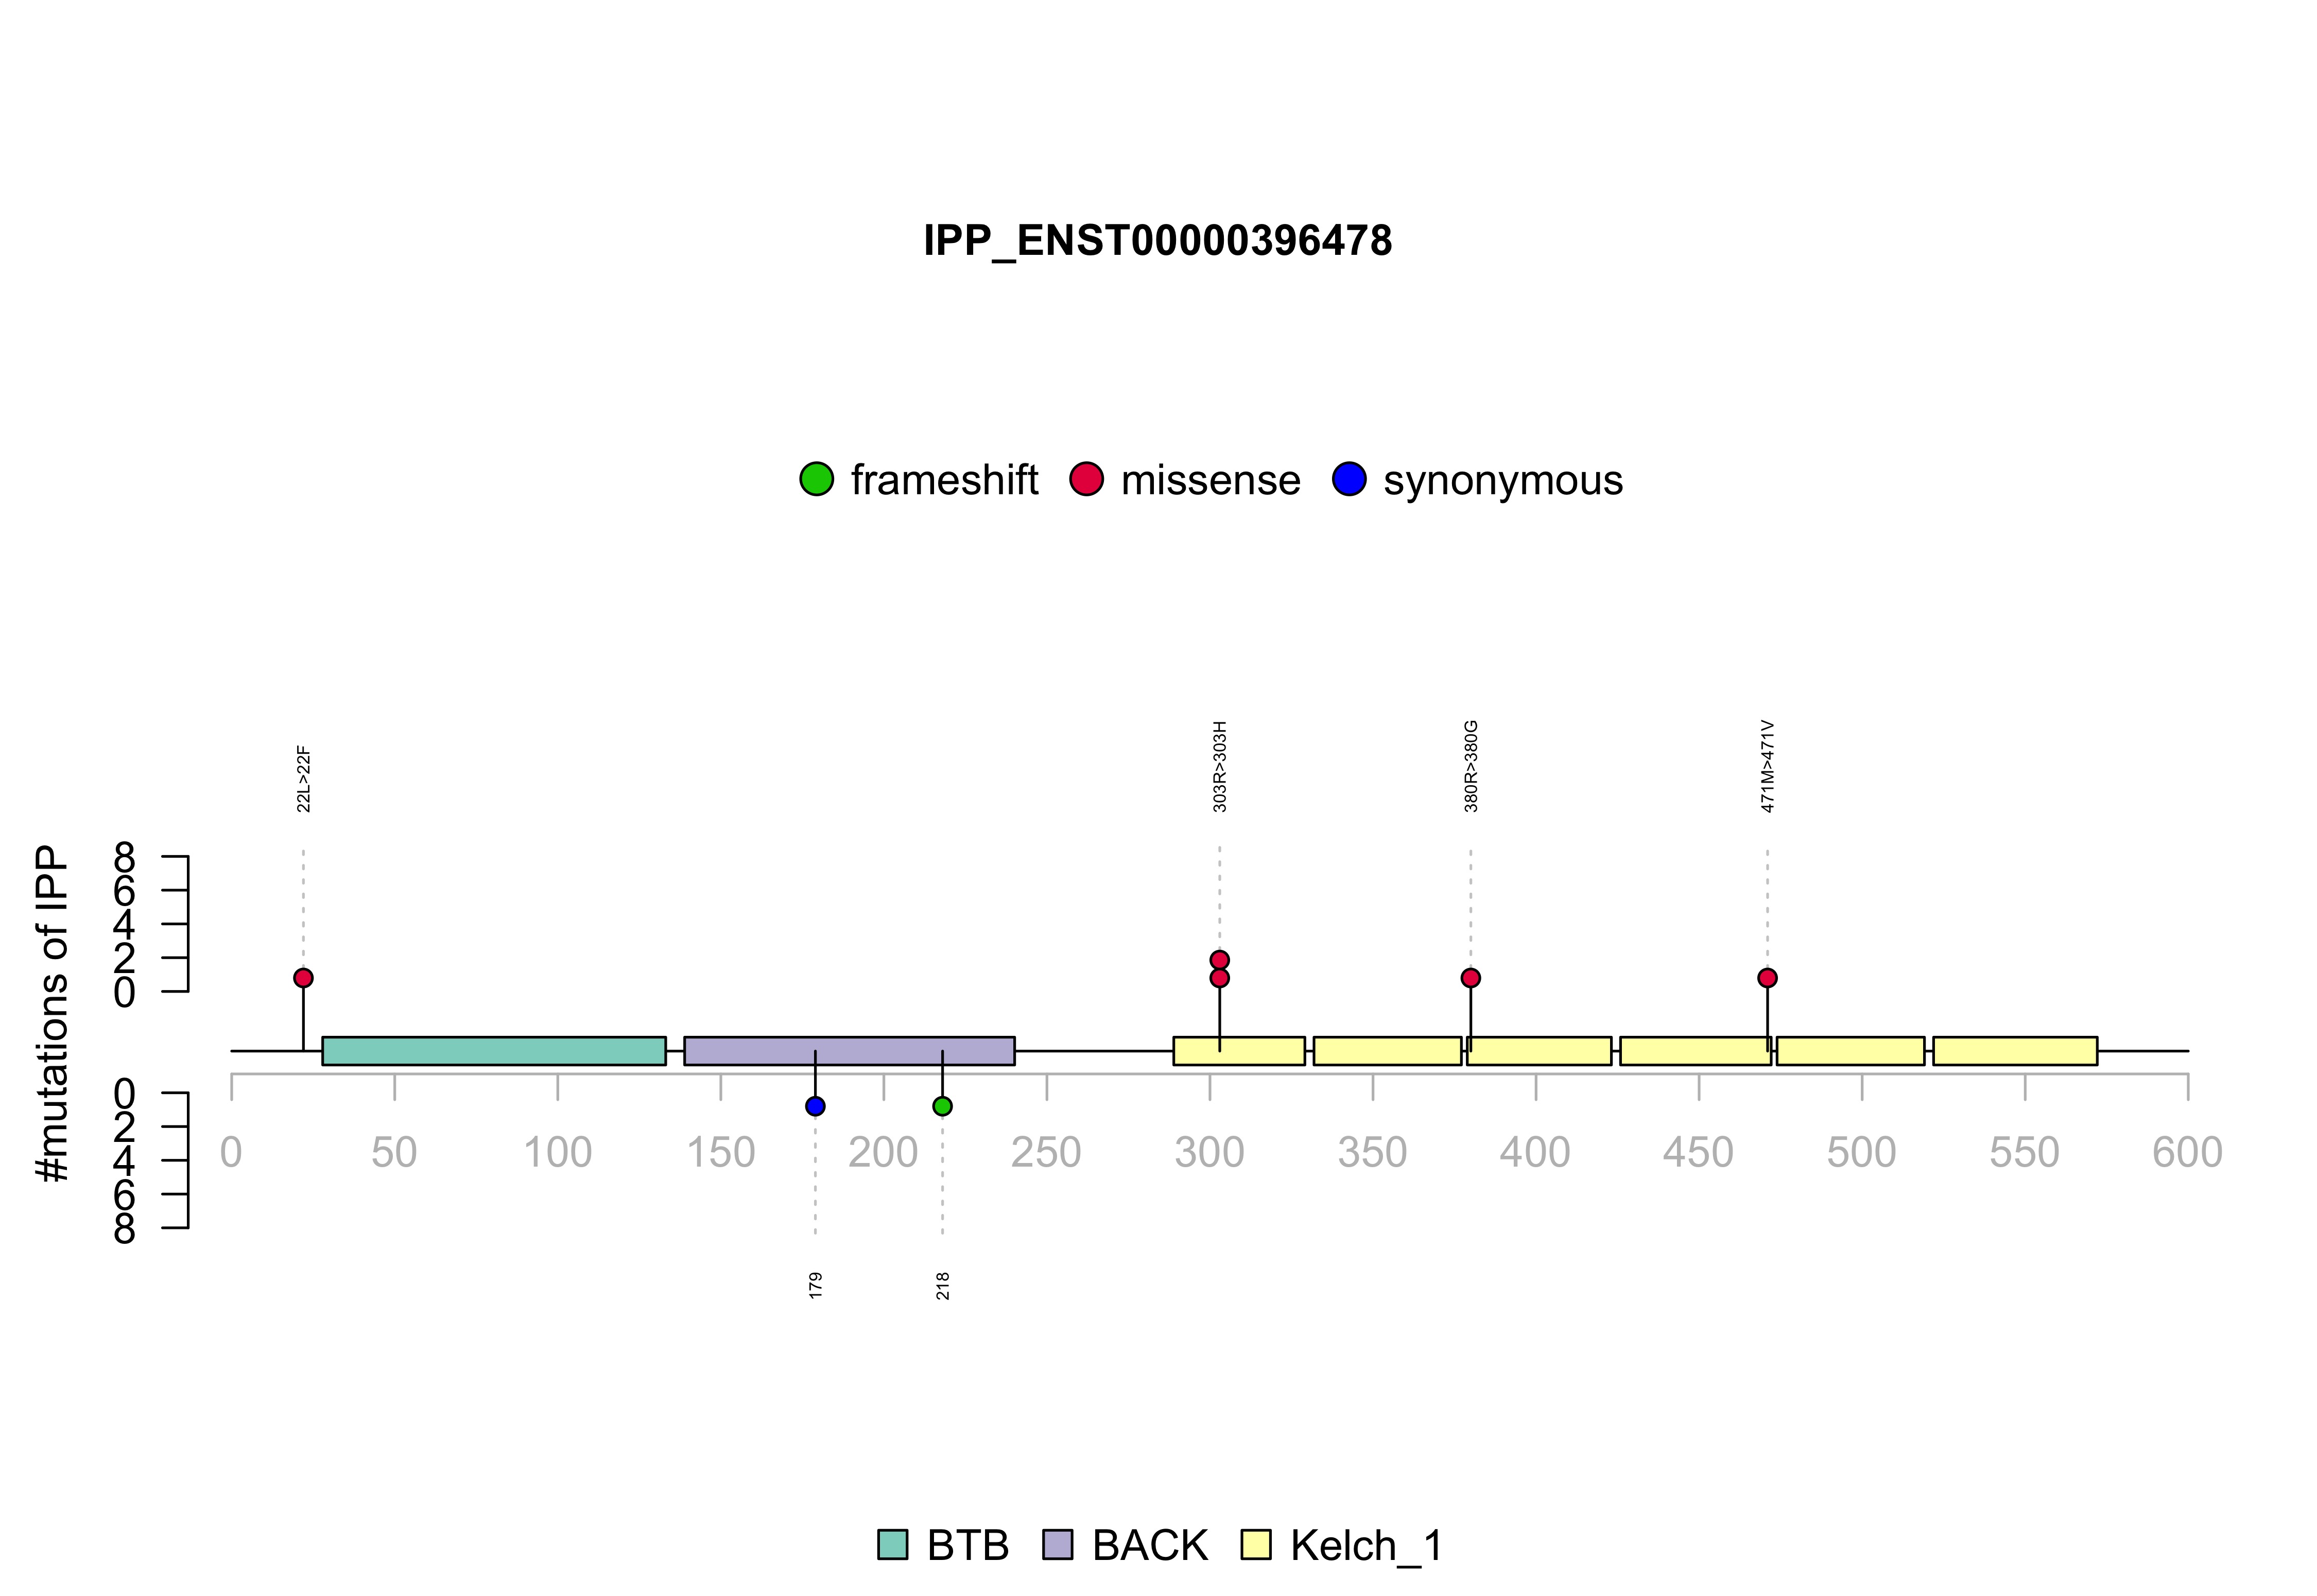 IPP_ENST00000396478
frameshift missense synonymous
22L>22F 303R>303H 380R>380G 471M>471V
#mutations of IPP
8
6
4
2
0
0
2
4
6
8
0 50 100 150 200 250 300 350 400 450 500 550 600
179 218
BTB BACK Kelch_1